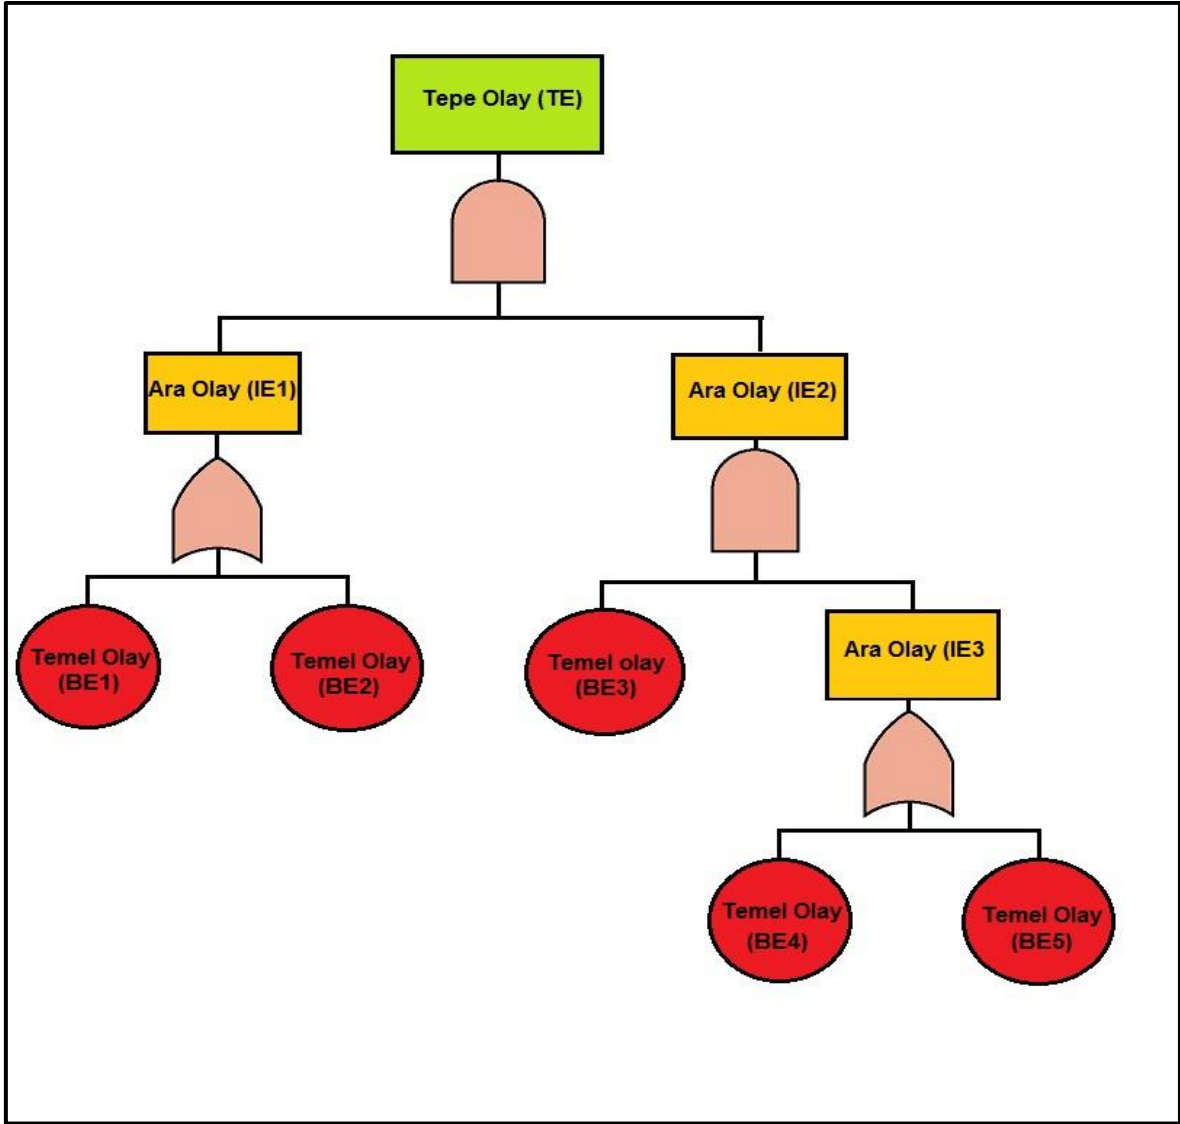 Tepe Olay (TE)
Ara Olay (IE1)
Ara Olay (IE2)
Temel Olay
(BE1)
Temel Olay
(BE2)
Temel olay
(BE3)
Ara Olay (IE3
Temel Olay
(BE4)
Temel Olay
(BE5)